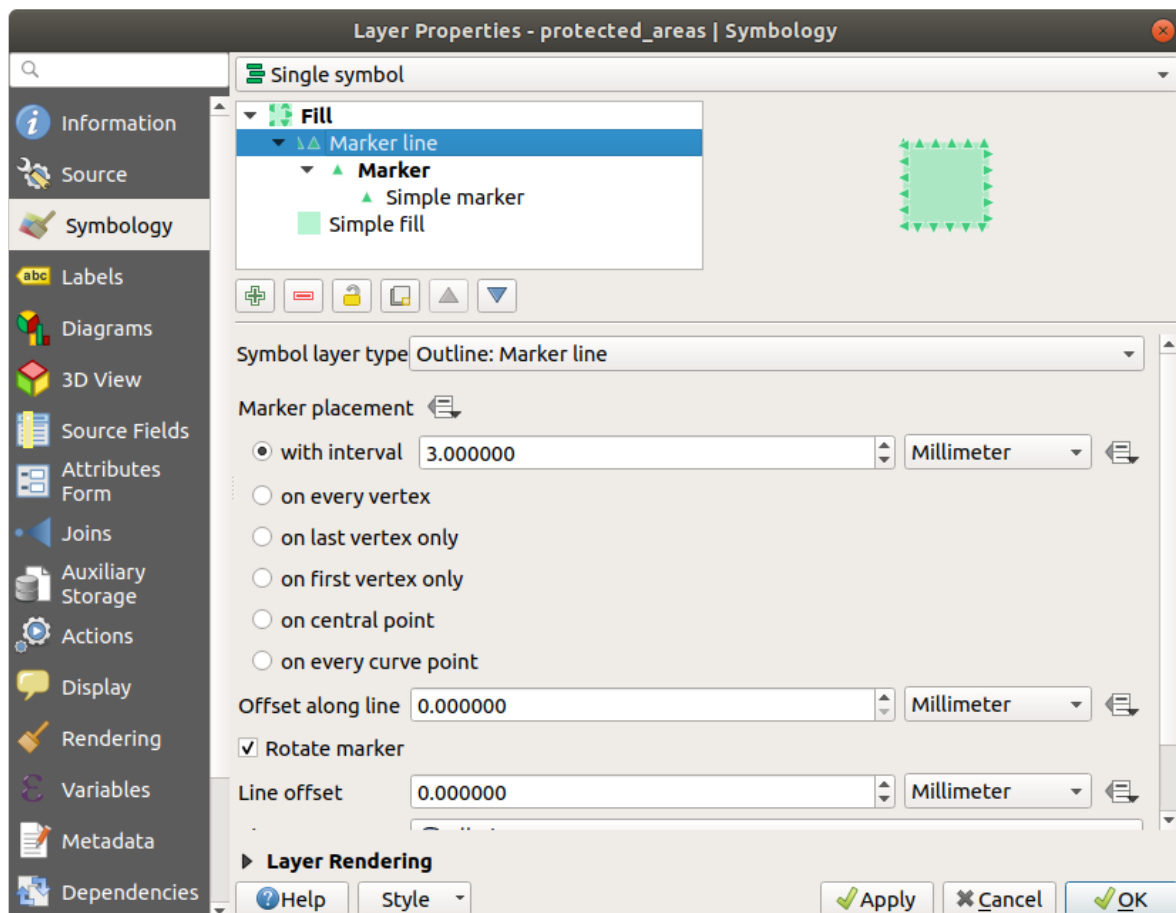 Layer Properties - protected_areas | Symbology
Single symbol
Information
Source
Symbology
Labels
abc
Diagrams
3D View
Source Fields
Attributes
Form
Joins
Auxiliary
Storage
Actions
Display
Rendering
Variables
Metadata
Dependencies
Fill
Marker line
Marker
Simple marker
Simple fill
Symbol layer type Outline: Marker line
Marker placement
with interval 3.000000 Millimeter
on every vertex
on last vertex only
on first vertex only
on central point
on every curve point
Offset along line 0.000000 Millimeter
Rotate marker
Line offset 0.000000 Millimeter
Layer Rendering
Help Style Apply Cancel OK